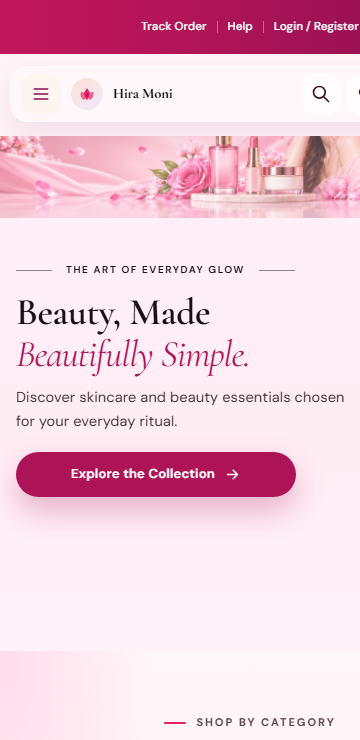 Track Order
Help
Login / Register
Hira Moni
THE ART OF EVERYDAY GLOW
Beauty, Made
Beautifully Simple.
Discover skincare and beauty essentials chosen
for your everyday ritual.
Explore the Collection →
SHOP BY CATEGORY